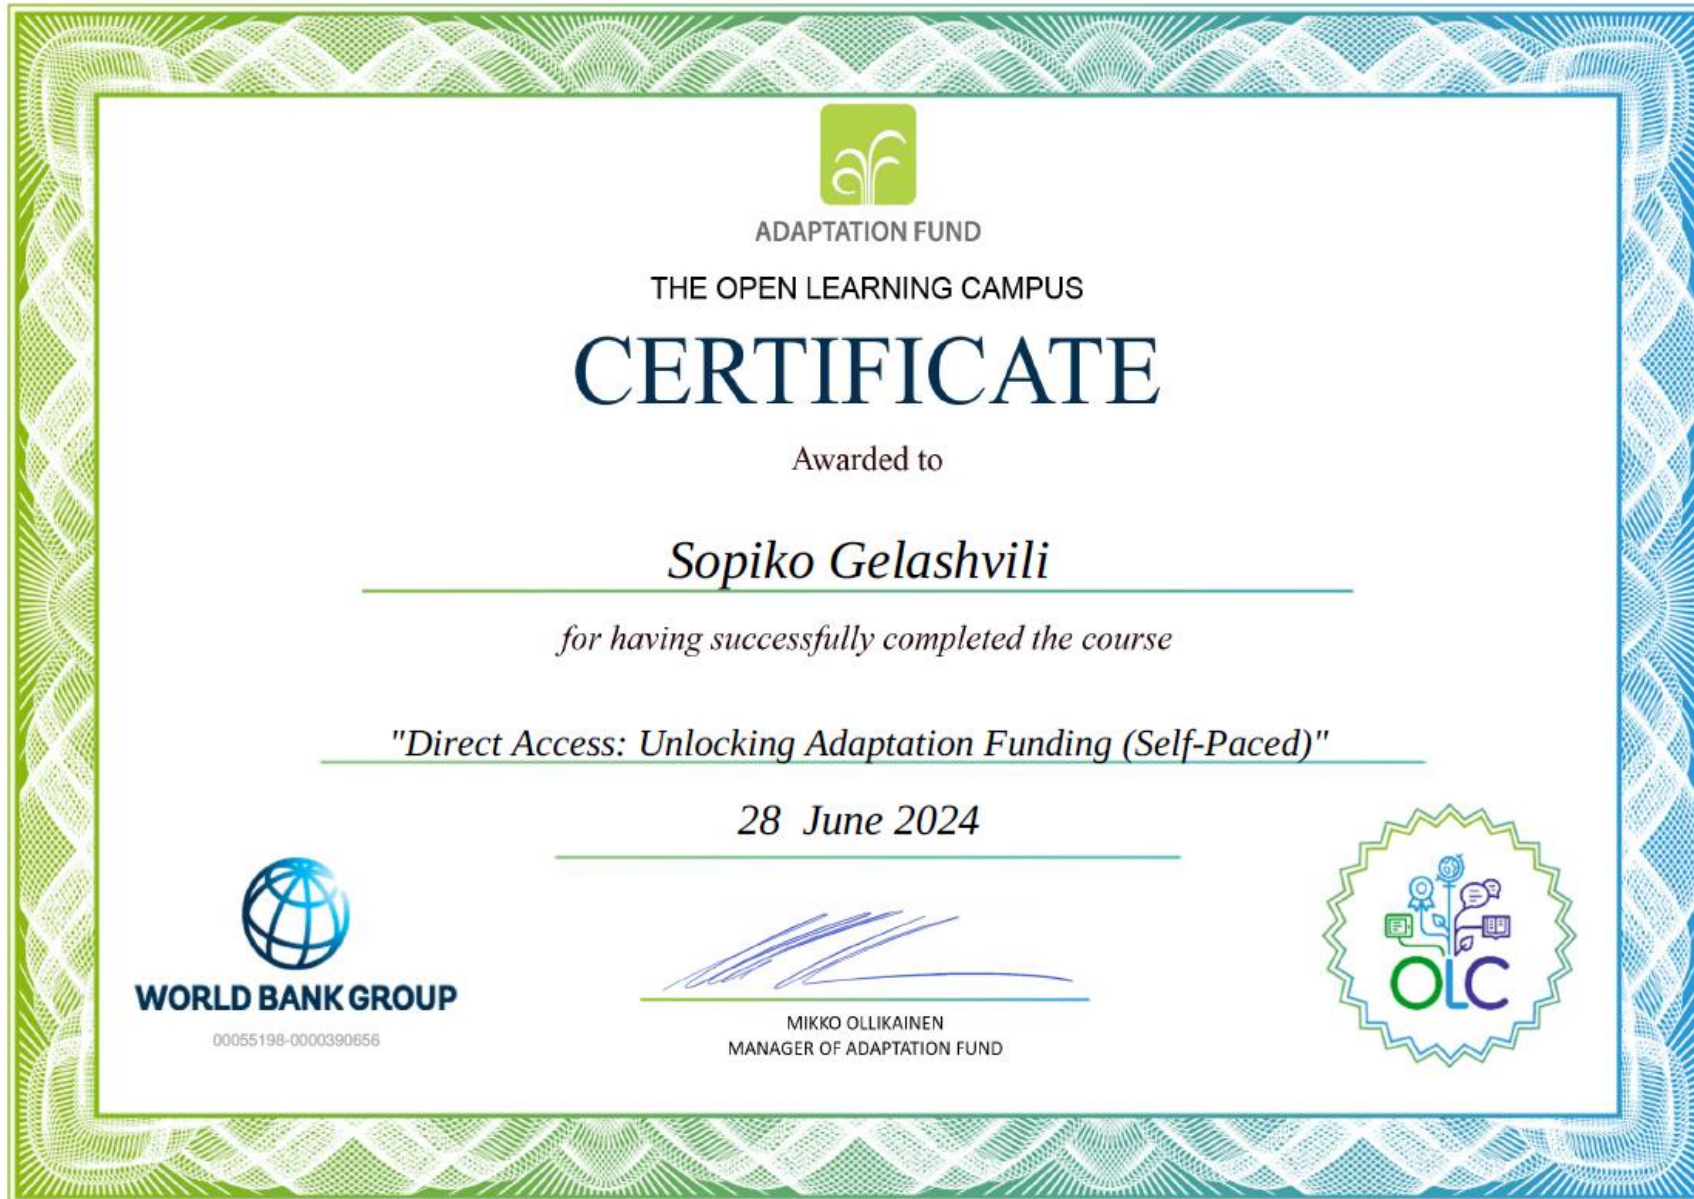 af
ADAPTATION FUND
THE OPEN LEARNING CAMPUS
CERTIFICATE
Awarded to
Sopiko Gelashvili
for having successfully completed the course
"Direct Access: Unlocking Adaptation Funding (Self-Paced)"
28 June 2024
WORLD BANK GROUP
00055198-0000390656
MIKKO OLLIKAINEN
MANAGER OF ADAPTATION FUND
OLC